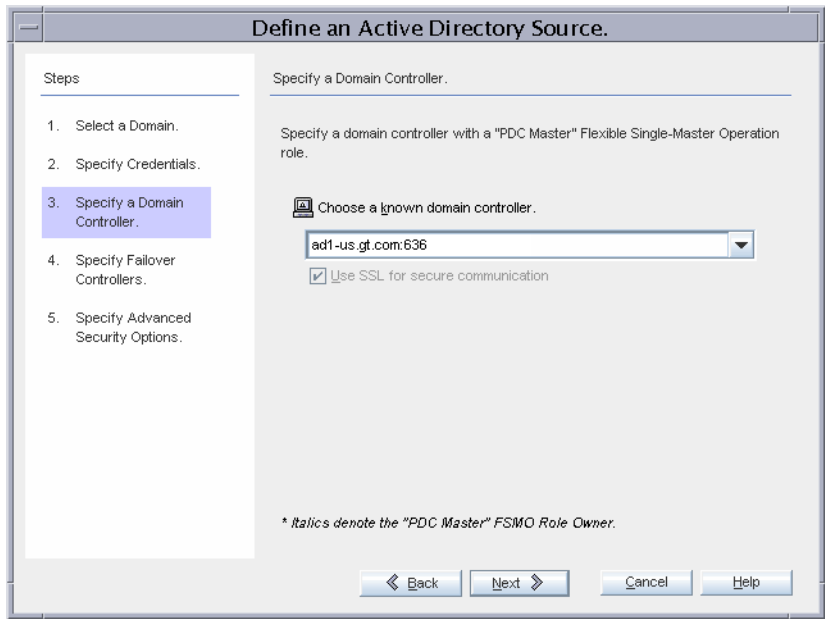 Define an Active Directory Source.
Steps
1. Select a Domain.
2. Specify Credentials.
3. Specify a Domain
Controller.
4. Specify Failover
Controllers.
5. Specify Advanced
Security Options.
Specify a Domain Controller.
Specify a domain controller with a "PDC Master" Flexible Single-Master Operation
role.
Choose a known domain controller.
ad1-us.gt.com:636
Use SSL for secure communication
* Italics denote the "PDC Master" FSMO Role Owner.
Back
Next
Cancel
Help